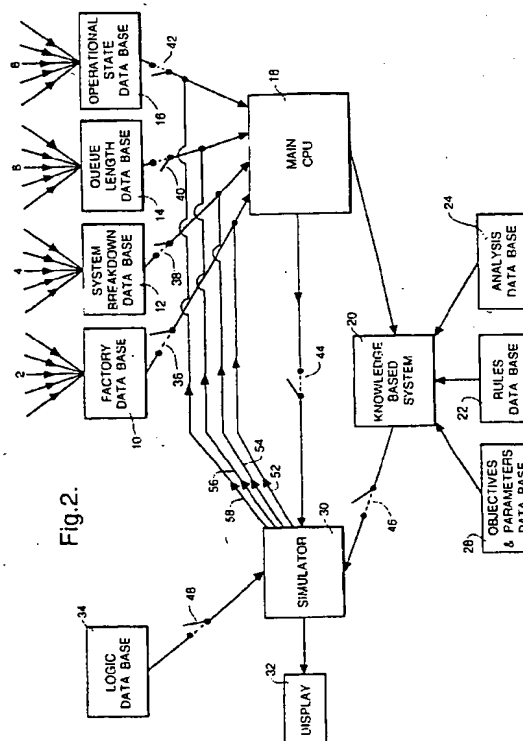 Fig.2.
2
4
6
8
FACTORY
DATA BASE
10
SYSTEM
BREAKDOWN
DATA BASE
12
QUEUE
LENGTH
DATA BASE
14
OPERATIONAL
STATE
DATA BASE
16
36
38
40
42
34
LOGIC
DATA BASE
48
58
56
54
52
MAIN
CPU
18
44
SIMULATOR
30
32
DISPLAY
46
20
KNOWLEDGE
BASED
SYSTEM
28
OBJECTIVES
& PARAMETERS
DATA BASE
22
RULES
DATA BASE
24
ANALYSIS
DATA BASE